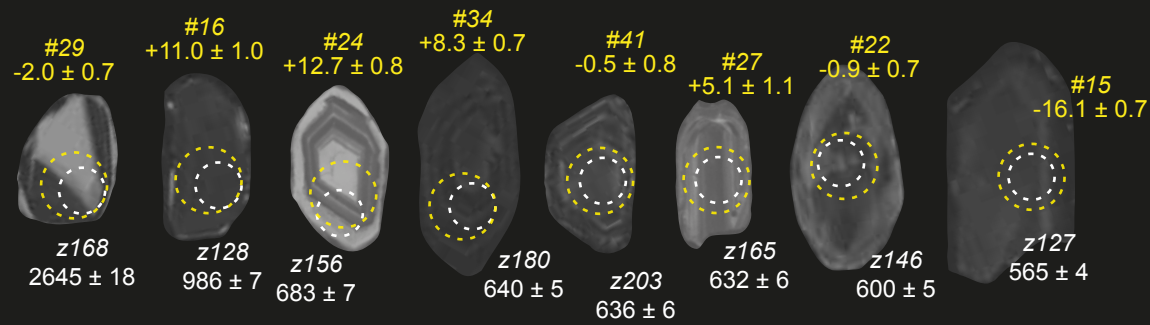 #29
-2.0 ± 0.7
#16
+11.0 ± 1.0
#24
+12.7 ± 0.8
#34
+8.3 ± 0.7
#41
-0.5 ± 0.8
#27
+5.1 ± 1.1
#22
-0.9 ± 0.7
#15
-16.1 ± 0.7
z168
2645 ± 18
z128
986 ± 7
z156
683 ± 7
z180
640 ± 5
z203
636 ± 6
z165
632 ± 6
z146
600 ± 5
z127
565 ± 4